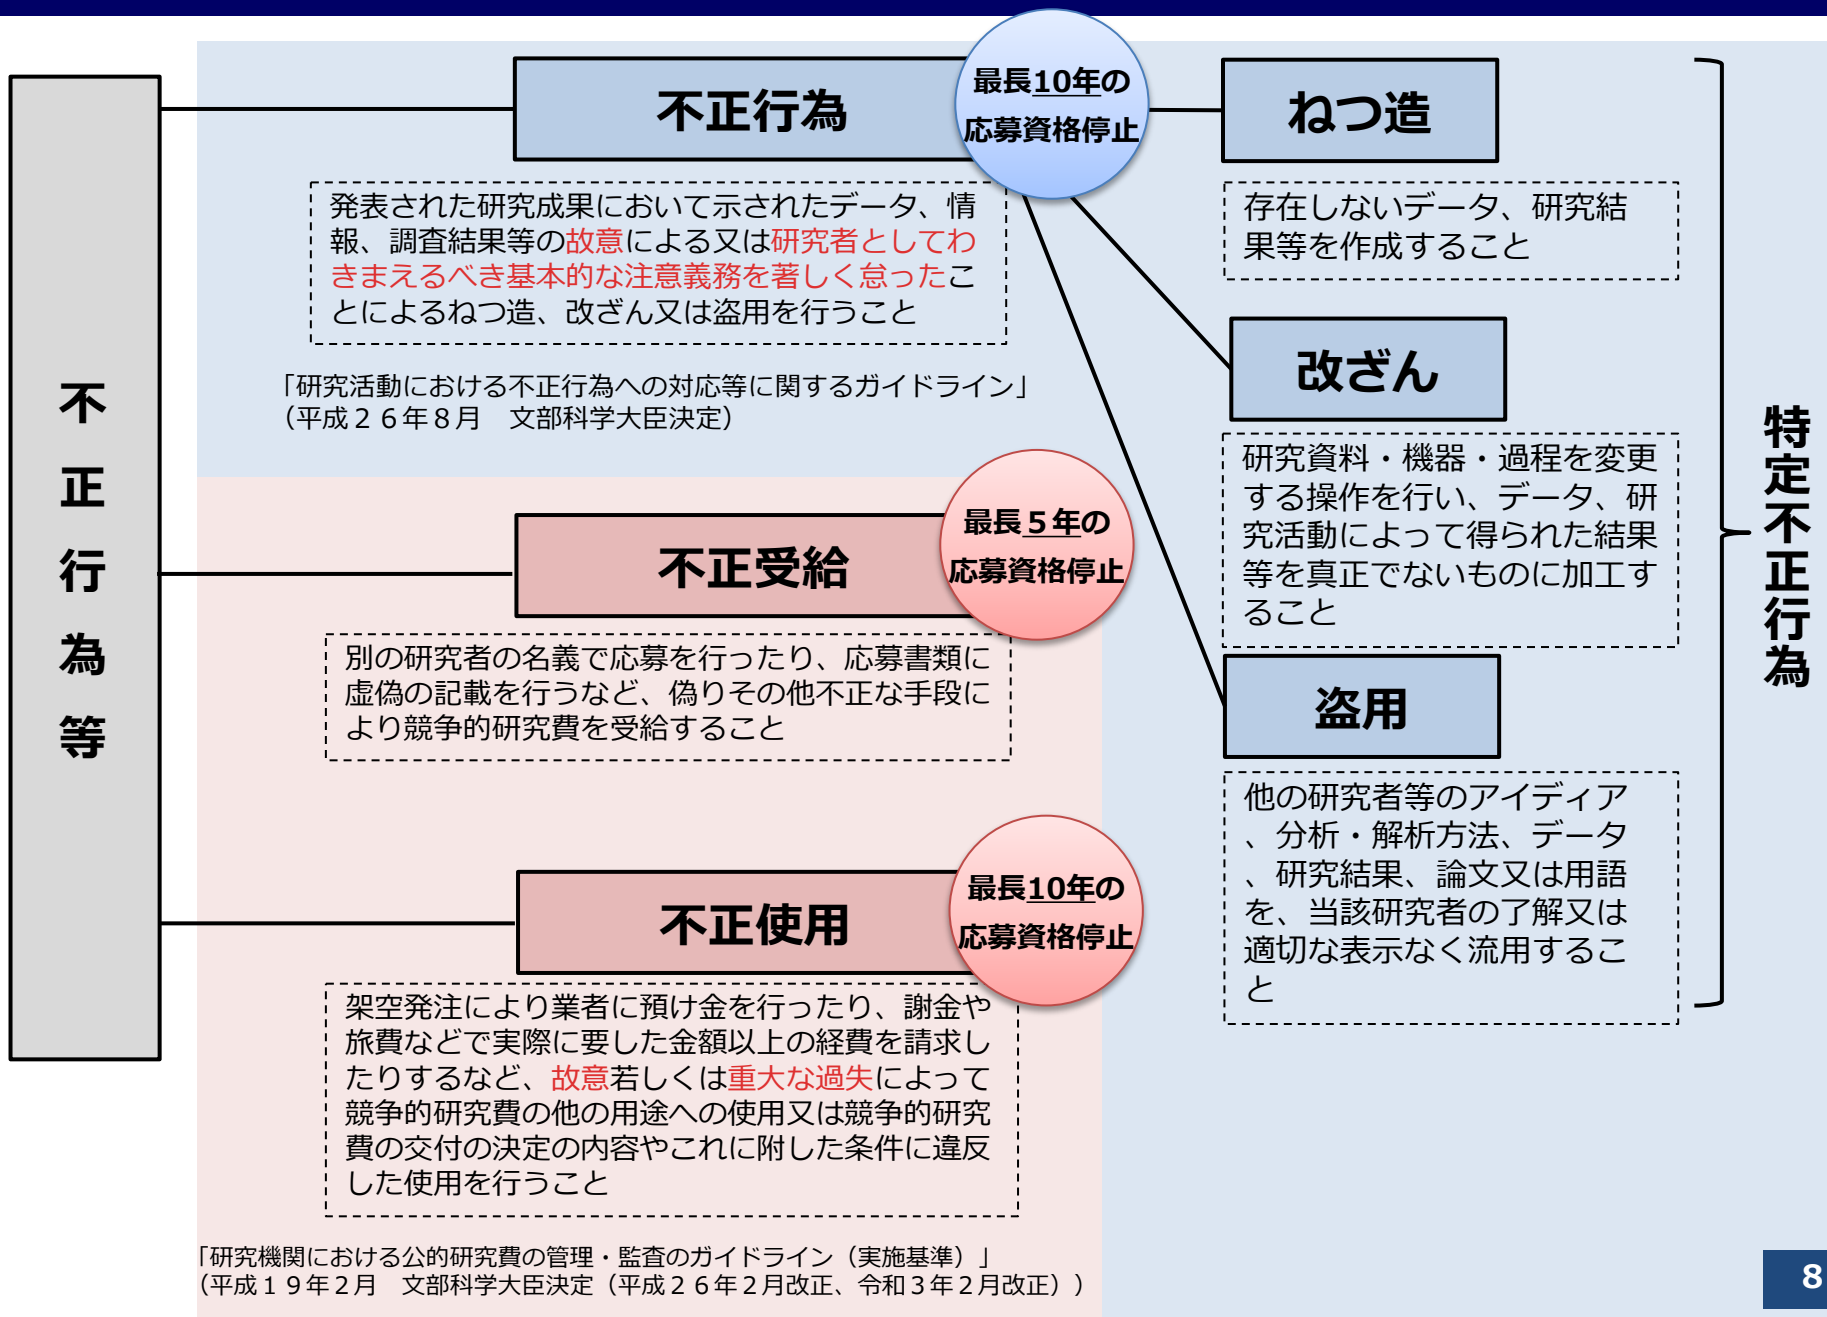 不正行為等
不正行為
最長10年の
応募資格停止
発表された研究成果において示されたデータ、情
報、調査結果等の故意による又は研究者としてわ
きまえるべき基本的な注意義務を著しく怠ったこ
とによるねつ造、改ざん又は盗用を行うこと
「研究活動における不正行為への対応等に関するガイドライン」
（平成２６年８月　文部科学大臣決定）
不正受給
最長５年の
応募資格停止
別の研究者の名義で応募を行ったり、応募書類に
虚偽の記載を行うなど、偽りその他不正な手段に
より競争的研究費を受給すること
不正使用
最長10年の
応募資格停止
架空発注により業者に預け金を行ったり、謝金や
旅費などで実際に要した金額以上の経費を請求し
たりするなど、故意若しくは重大な過失によって
競争的研究費の他の用途への使用又は競争的研究
費の交付の決定の内容やこれに附した条件に違反
した使用を行うこと
「研究機関における公的研究費の管理・監査のガイドライン（実施基準）」
（平成１９年２月　文部科学大臣決定（平成２６年２月改正、令和３年２月改正））
ねつ造
存在しないデータ、研究結
果等を作成すること
改ざん
研究資料・機器・過程を変更
する操作を行い、データ、研
究活動によって得られた結果
等を真正でないものに加工す
ること
盗用
他の研究者等のアイディア
、分析・解析方法、データ
、研究結果、論文又は用語
を、当該研究者の了解又は
適切な表示なく流用するこ
と
特定不正行為
8